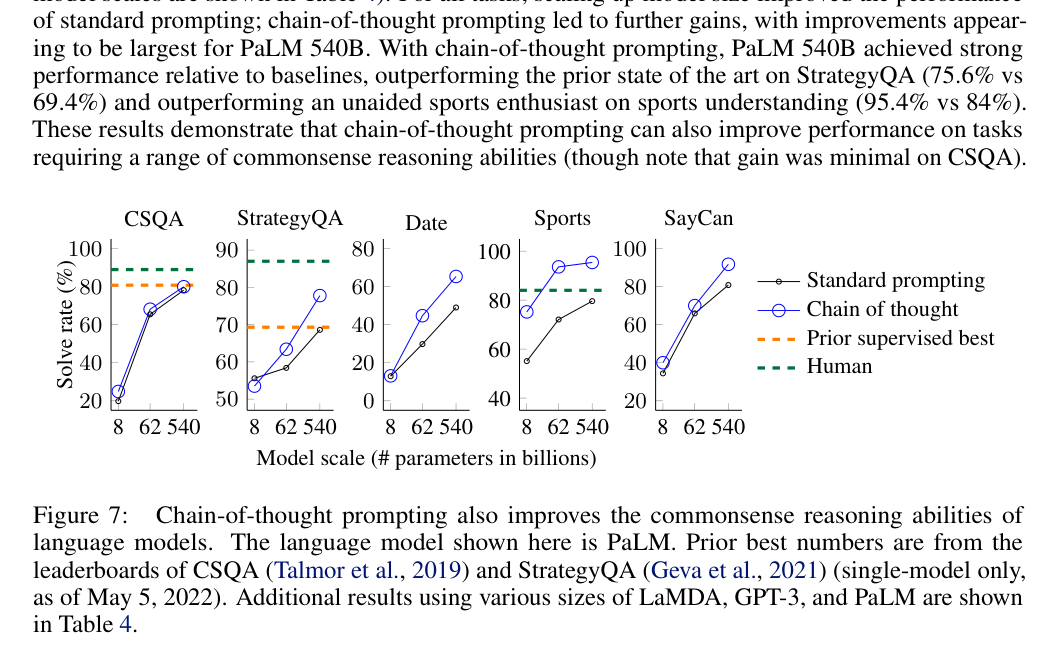 of standard prompting; chain-of-thought prompting led to further gains, with improvements appear-
ing to be largest for PaLM 540B. With chain-of-thought prompting, PaLM 540B achieved strong
performance relative to baselines, outperforming the prior state of the art on StrategyQA (75.6% vs
69.4%) and outperforming an unaided sports enthusiast on sports understanding (95.4% vs 84%).
These results demonstrate that chain-of-thought prompting can also improve performance on tasks
requiring a range of commonsense reasoning abilities (though note that gain was minimal on CSQA).
CSQA
100
80
60
40
20
8 62 540
Solve rate (%)
StrategyQA
90
80
70
60
50
8 62 540
Date
80
60
40
20
0
8 62 540
Sports
100
80
60
40
8 62 540
SayCan
100
80
60
40
20
8 62 540
Standard prompting
Chain of thought
Prior supervised best
Human
Model scale (# parameters in billions)
Figure 7: Chain-of-thought prompting also improves the commonsense reasoning abilities of
language models. The language model shown here is PaLM. Prior best numbers are from the
leaderboards of CSQA (Talmor et al., 2019) and StrategyQA (Geva et al., 2021) (single-model only,
as of May 5, 2022). Additional results using various sizes of LaMDA, GPT-3, and PaLM are shown
in Table 4.